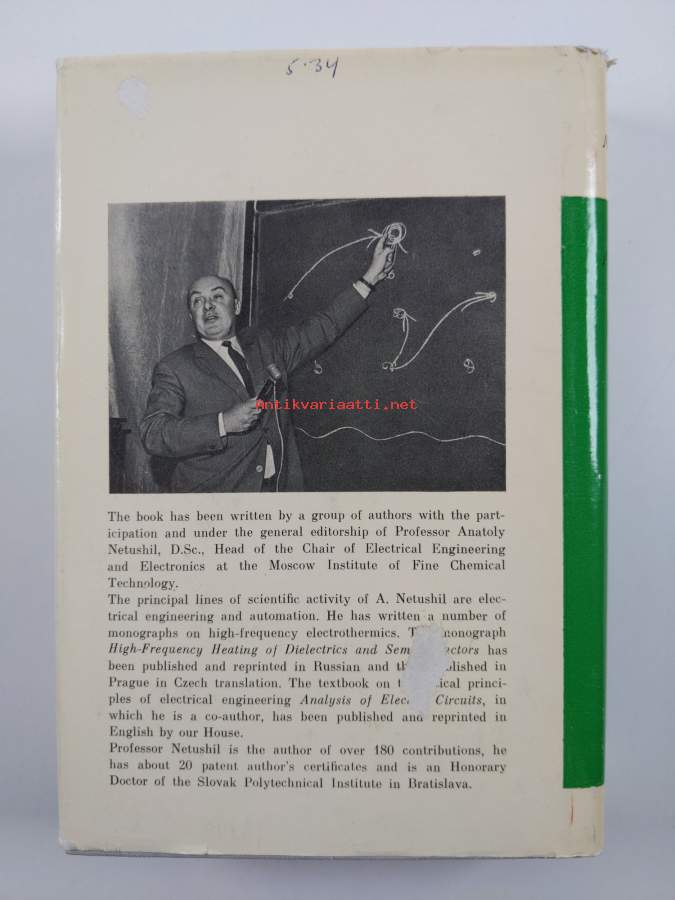 5.34
Antikvariaatti.net
The book has been written by a group of authors with the part-
icipation and under the general editorship of Professor Anatoly
Netushil, D.Sc., Head of the Chair of Electrical Engineering
and Electronics at the Moscow Institute of Fine Chemical
Technology.
The principal lines of scientific activity of A. Netushil are elec-
trical engineering and automation. He has written a number of
monographs on high-frequency electrothermics. monograph
High-Frequency Heating of Dielectrics and has
been published and reprinted in Russian and in
Prague in Czech translation. The textbook on princi-
ples of electrical engineering Analysis of Circuits, in
which he is a co-author, has been published and reprinted in
English by our House.
Professor Netushil is the author of over 180 contributions, he
has about 20 patent author's certificates and is an Honorary
Doctor of the Slovak Polytechnical Institute in Bratislava.